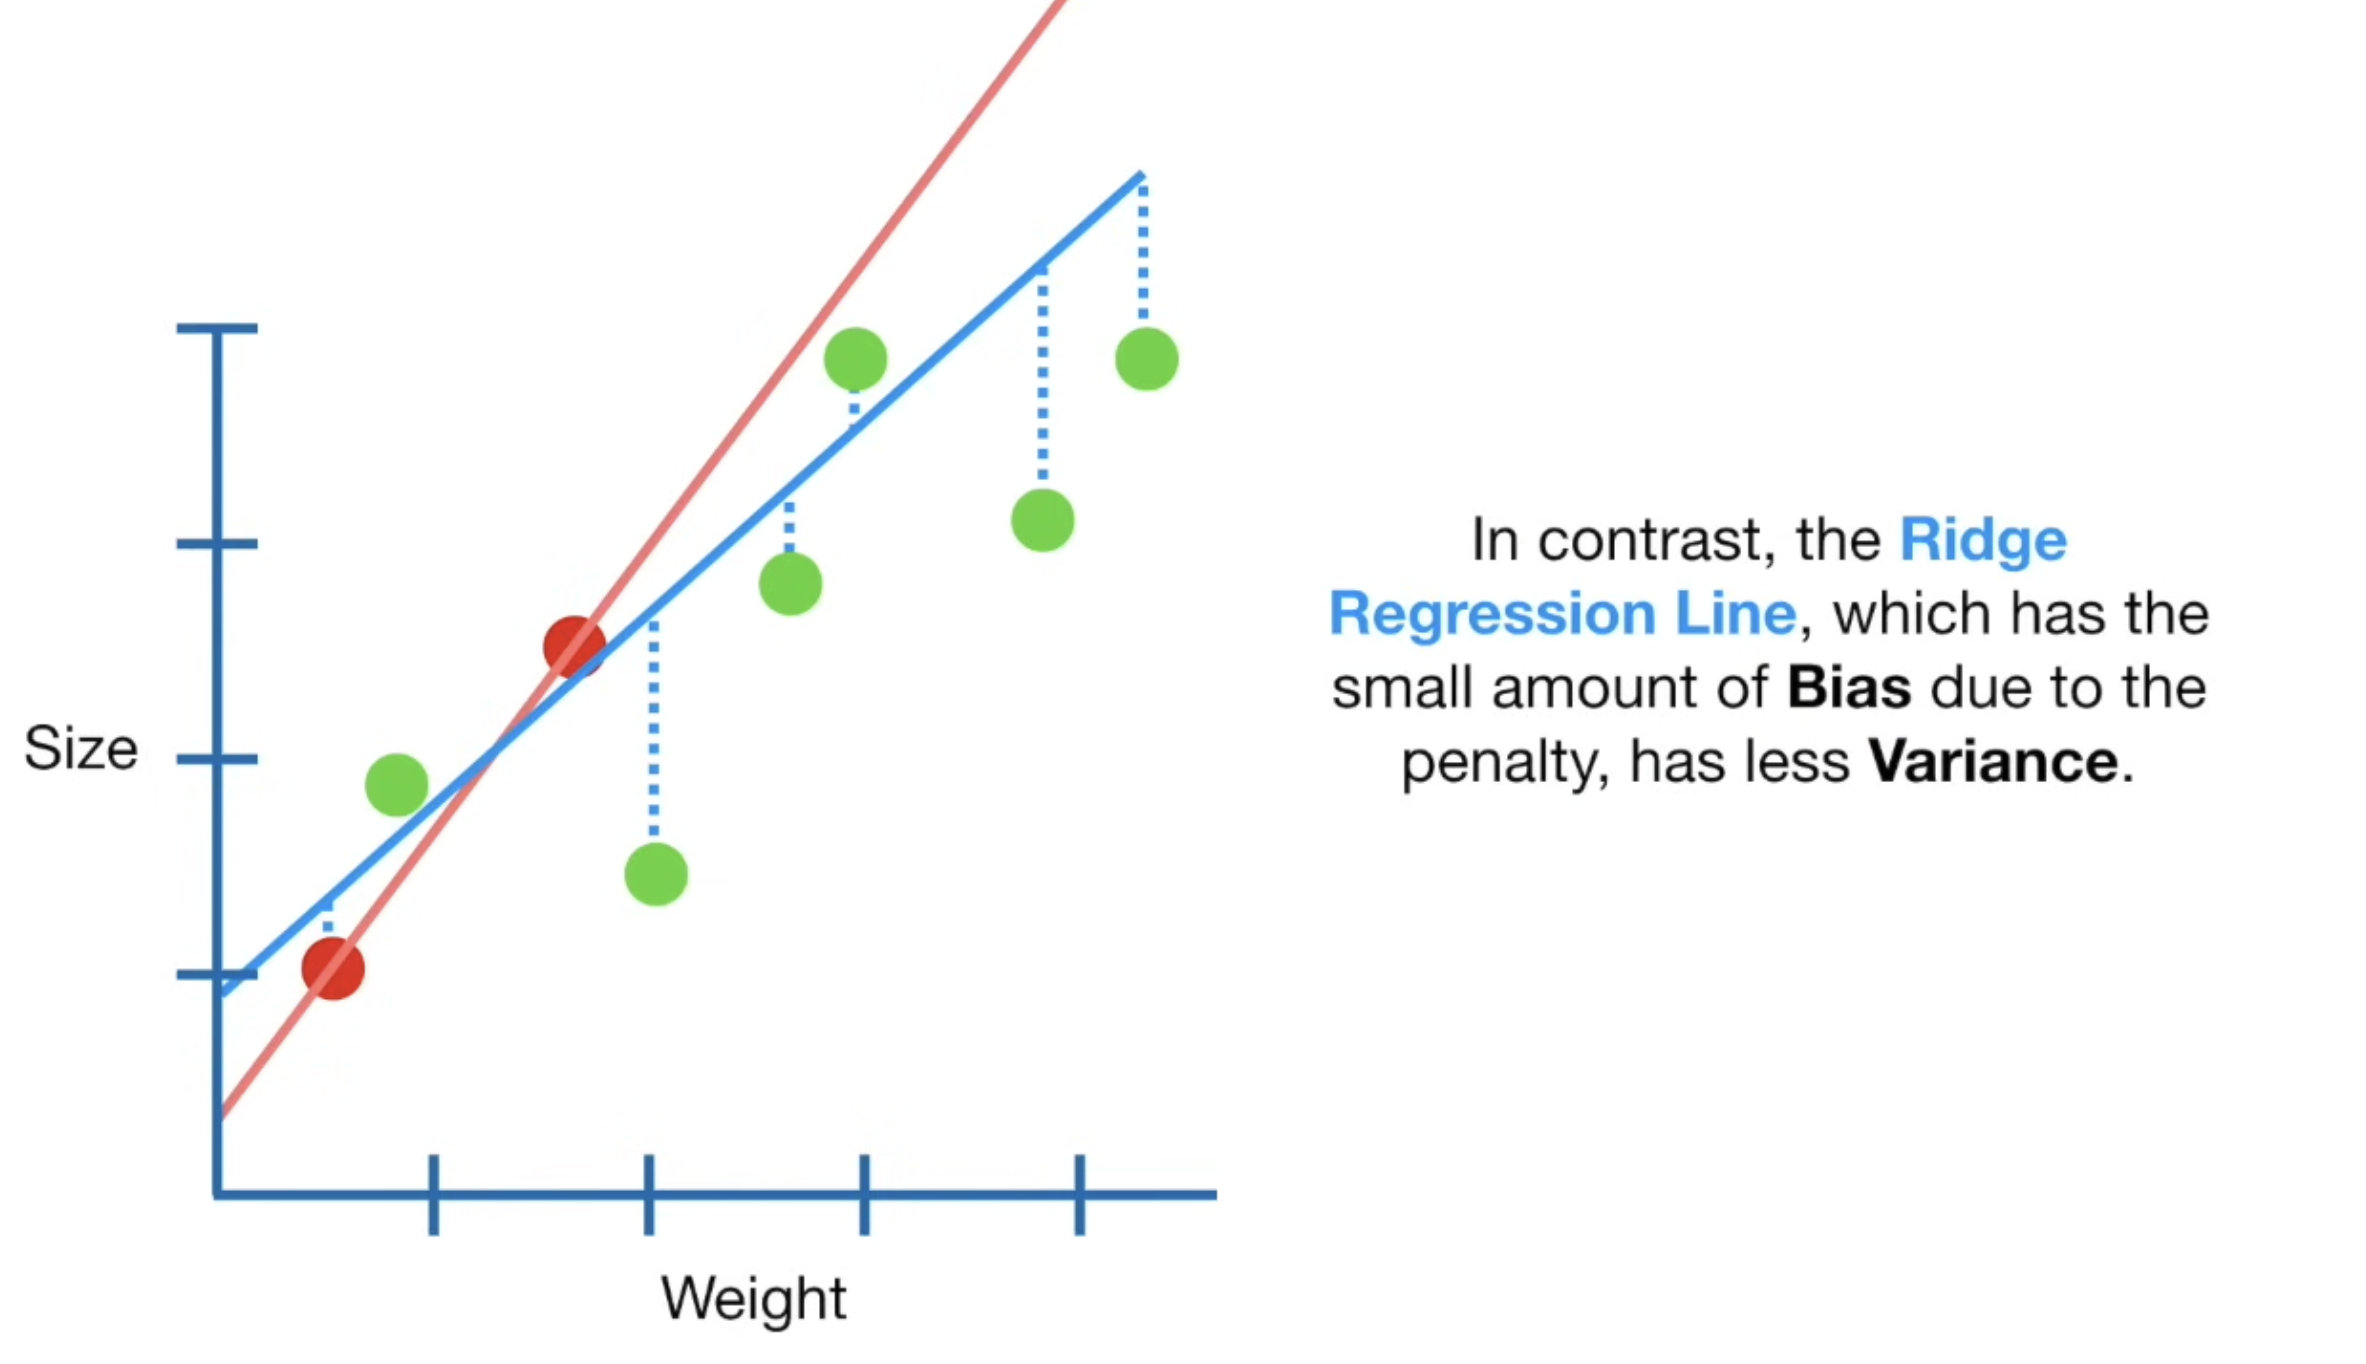 Size
Weight
In contrast, the Ridge
Regression Line, which has the
small amount of Bias due to the
penalty, has less Variance.